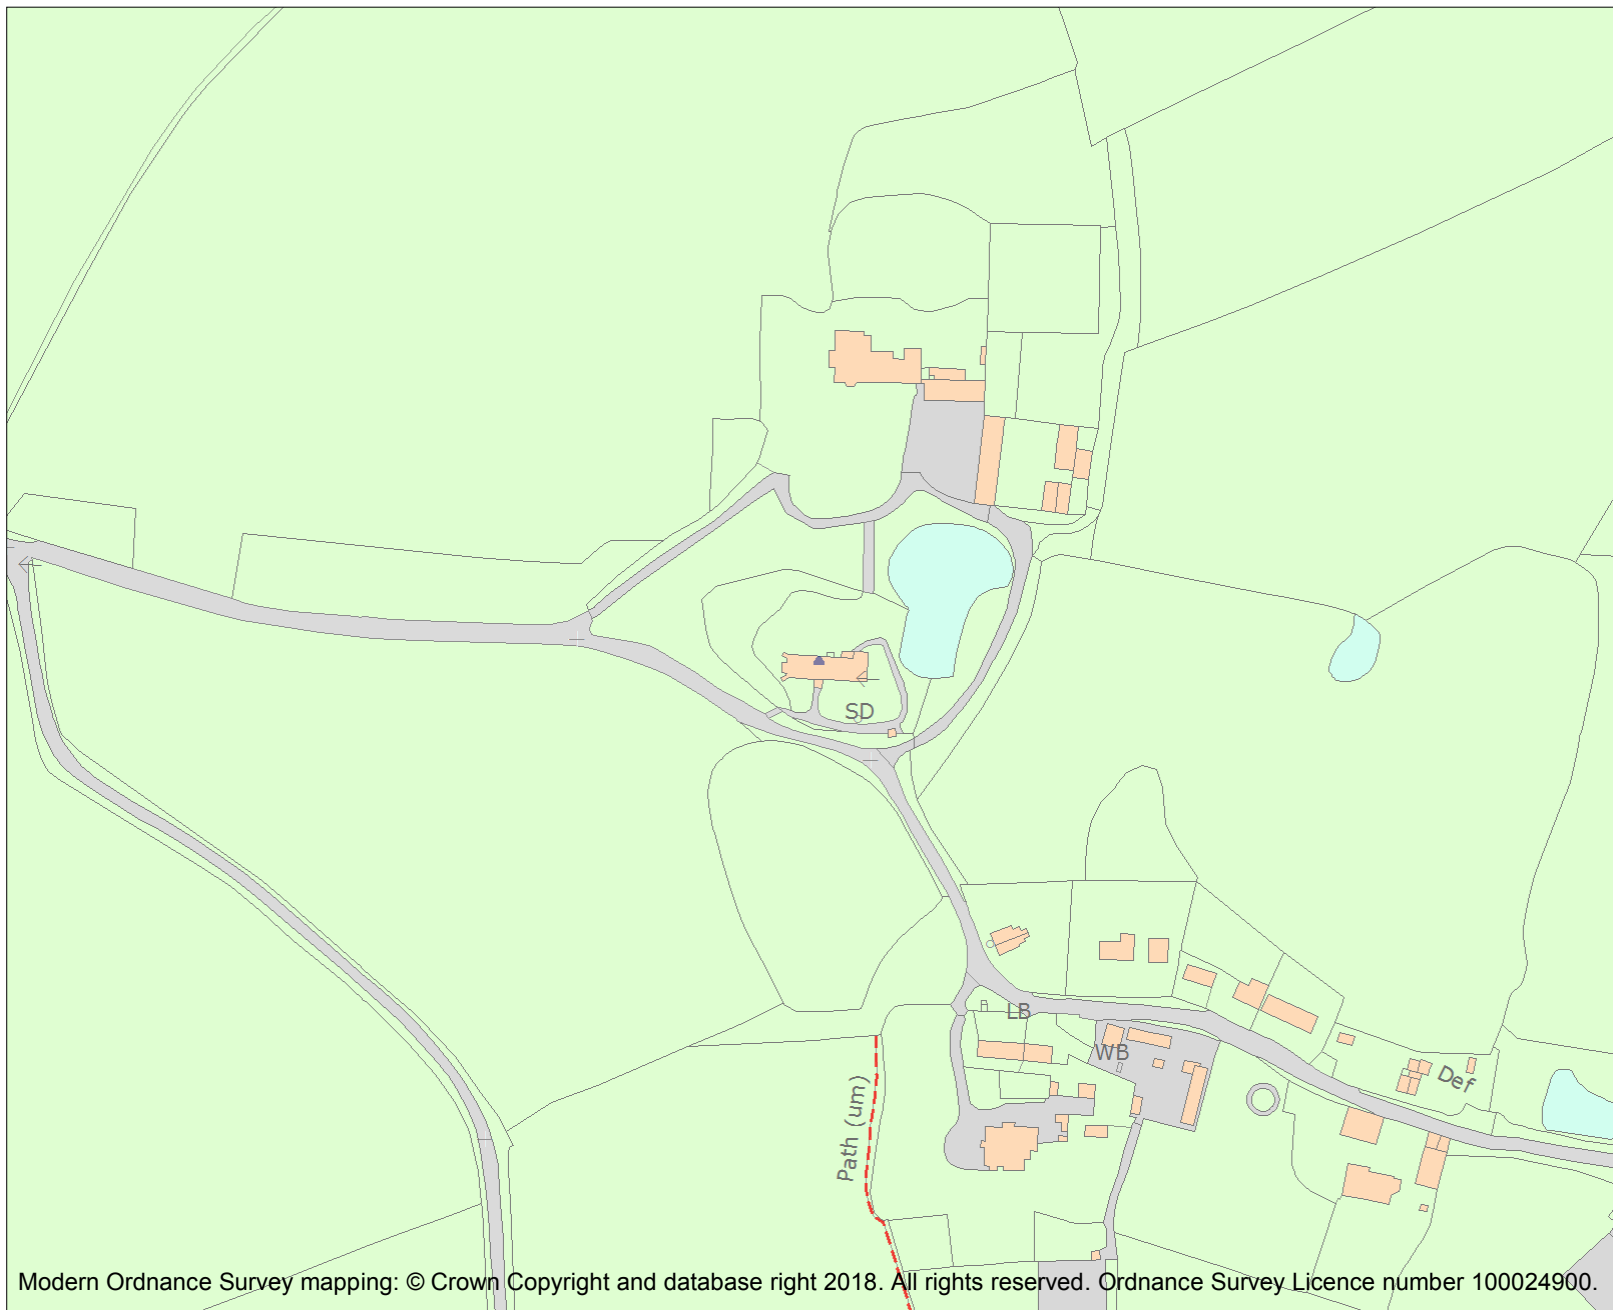 SD
LB
WB
Def
Path (um)
Modern Ordnance Survey mapping: © Crown Copyright and database right 2018. All rights reserved. Ordnance Survey Licence number 100024900.